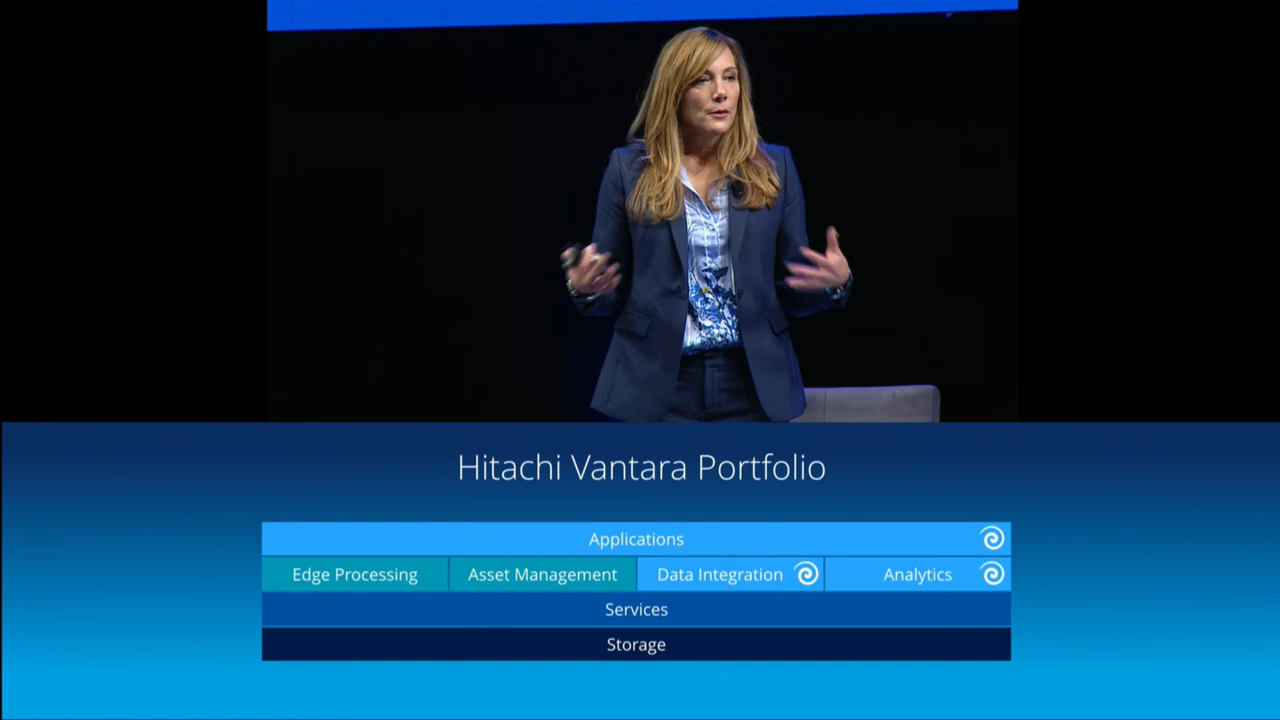 Hitachi Vantara Portfolio
Applications
Edge Processing Asset Management Data Integration Analytics
Services
Storage